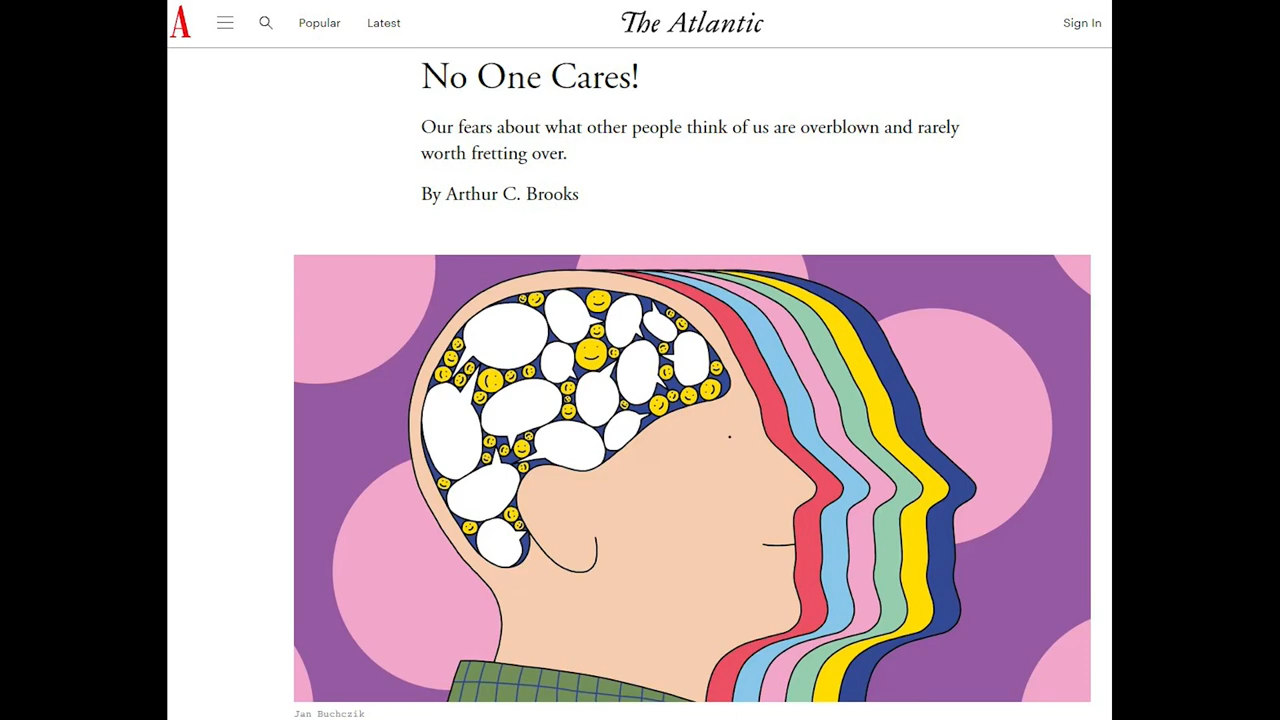 A Popular Latest The Atlantic Sign In
No One Cares!
Our fears about what other people think of us are overblown and rarely
worth fretting over.
By Arthur C. Brooks
Jan Buchczik